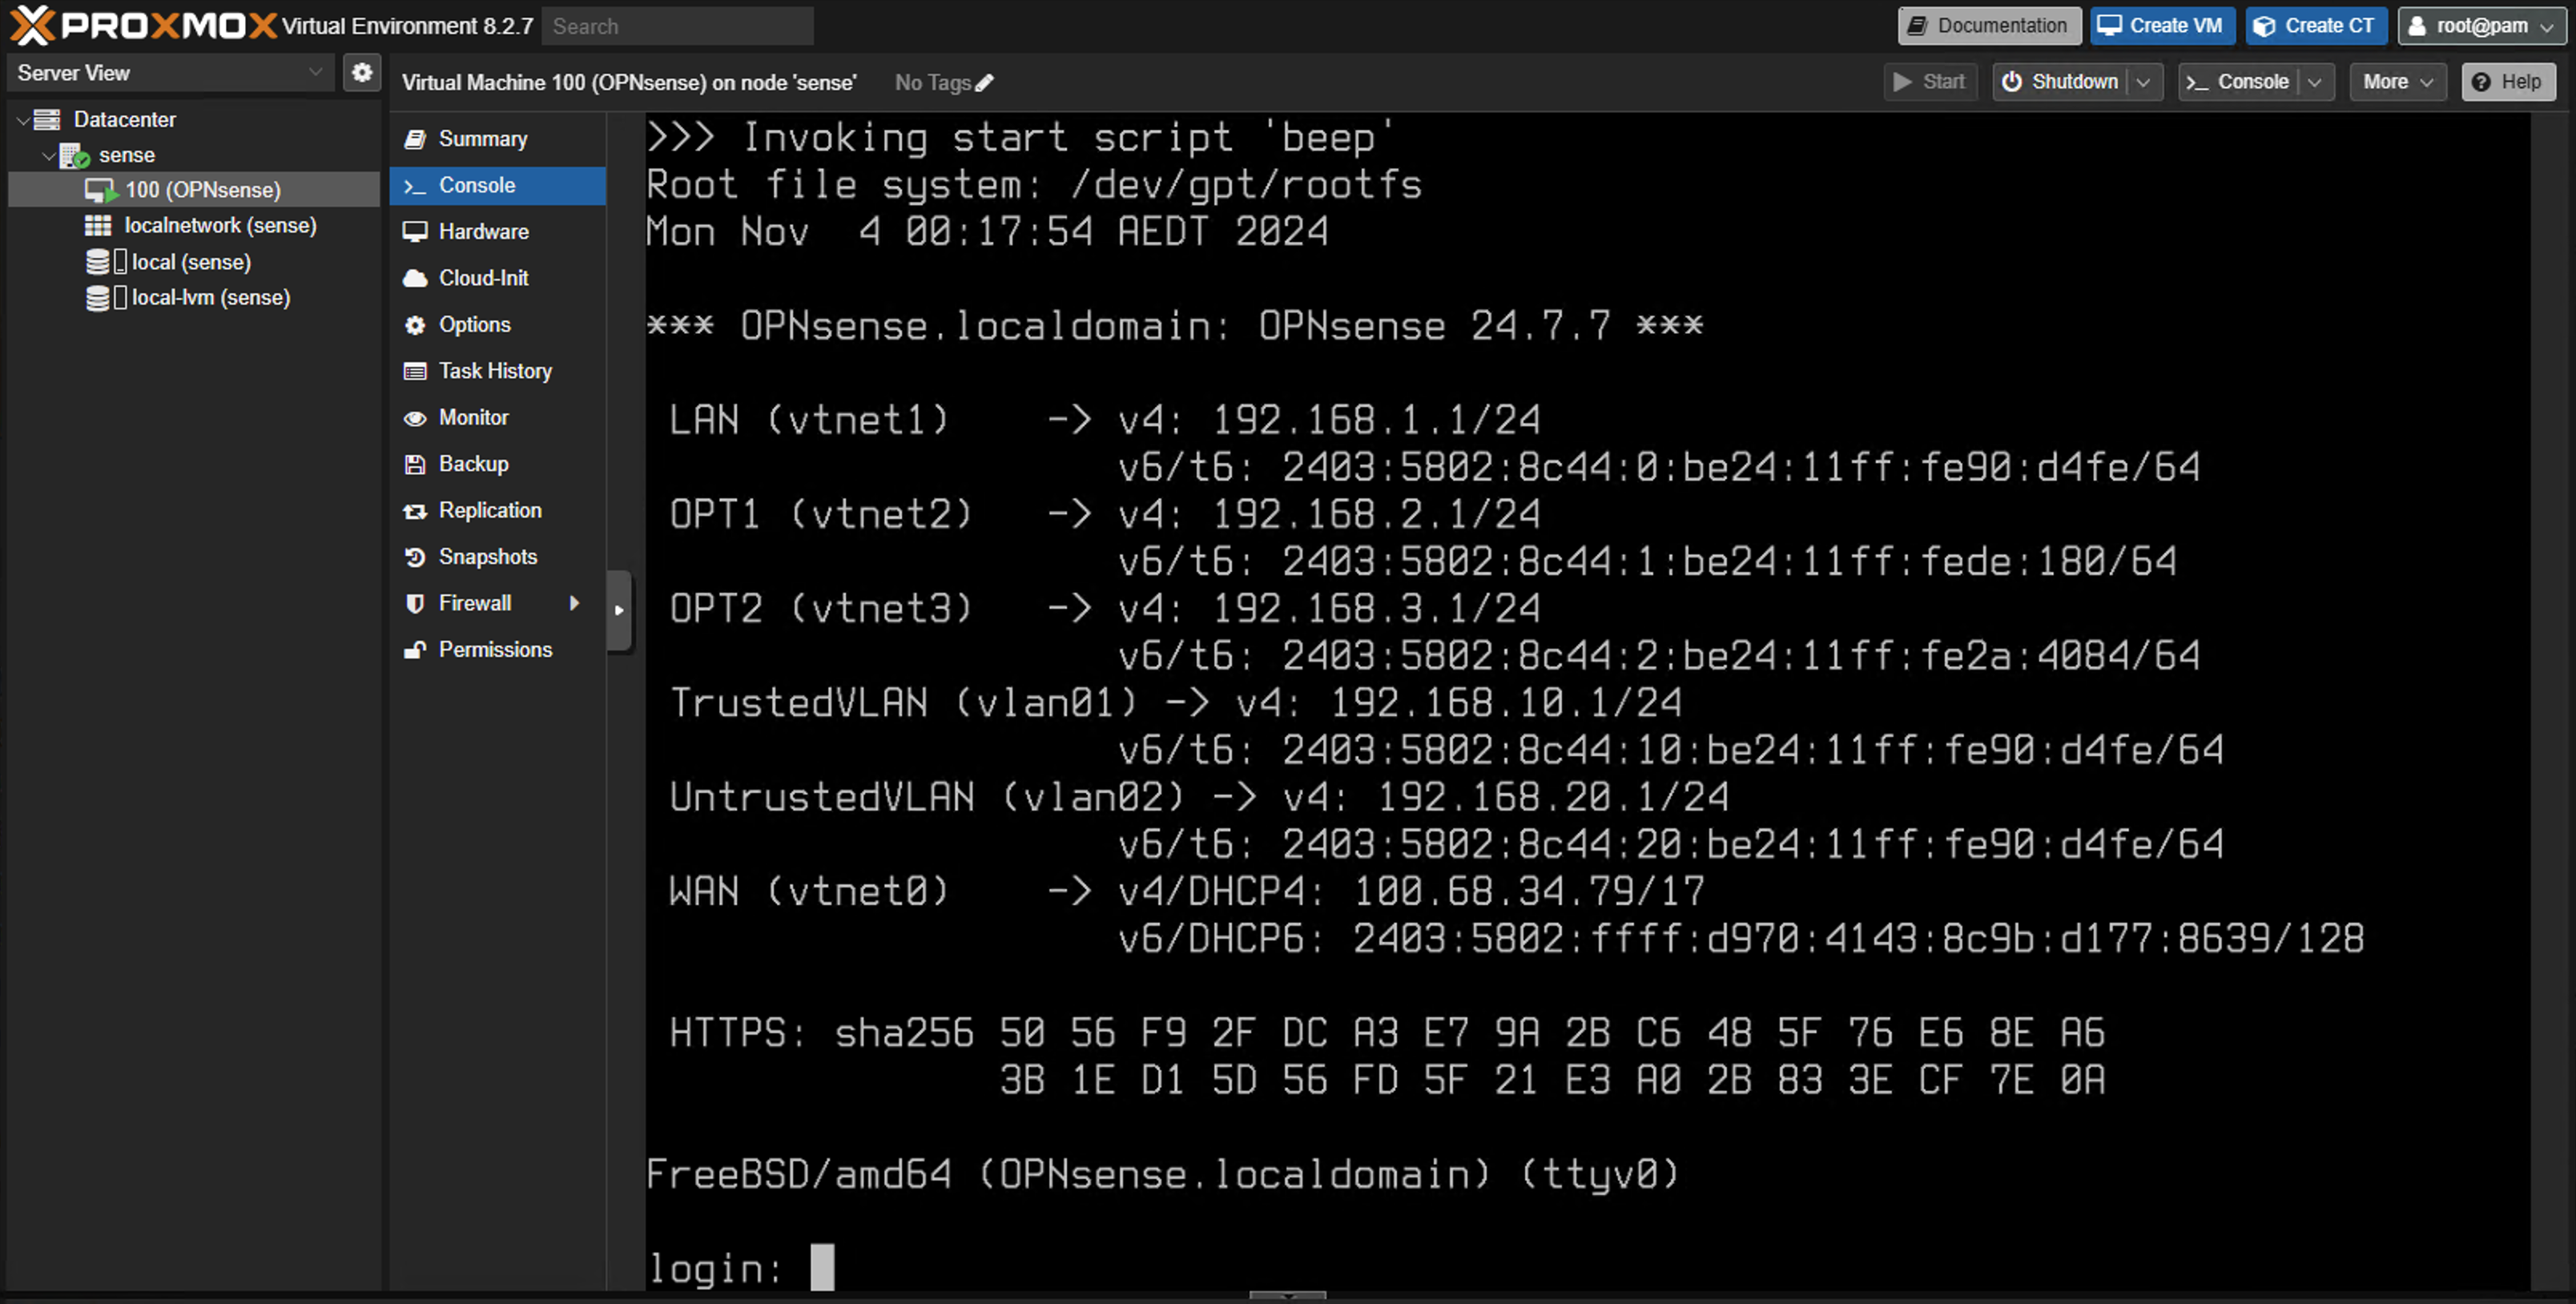 PROXMOX Virtual Environment 8.2.7 Search Documentation Create VM Create CT root@pam
Server View
Virtual Machine 100 (OPNsense) on node 'sense' No Tags Start Shutdown Console More Help
Datacenter
sense
100 (OPNsense)
localnetwork (sense)
local (sense)
local-lvm (sense)
Summary
Console
Hardware
Cloud-Init
Options
Task History
Monitor
Backup
Replication
Snapshots
Firewall
Permissions
>>> Invoking start script 'beep'
Root file system: /dev/gpt/rootfs
Mon Nov  4 00:17:54 AEDT 2024
*** OPNsense.localdomain: OPNsense 24.7.7 ***
LAN (vtnet1)    -> v4: 192.168.1.1/24
v6/t6: 2403:5802:8c44:0:be24:11ff:fe90:d4fe/64
OPT1 (vtnet2)   -> v4: 192.168.2.1/24
v6/t6: 2403:5802:8c44:1:be24:11ff:fede:180/64
OPT2 (vtnet3)   -> v4: 192.168.3.1/24
v6/t6: 2403:5802:8c44:2:be24:11ff:fe2a:4084/64
TrustedVLAN (vlan01) -> v4: 192.168.10.1/24
v6/t6: 2403:5802:8c44:10:be24:11ff:fe90:d4fe/64
UntrustedVLAN (vlan02) -> v4: 192.168.20.1/24
v6/t6: 2403:5802:8c44:20:be24:11ff:fe90:d4fe/64
WAN (vtnet0)    -> v4/DHCP4: 100.68.34.79/17
v6/DHCP6: 2403:5802:ffff:d970:4143:8c9b:d177:8639/128
HTTPS: sha256 50 56 F9 2F DC A3 E7 9A 2B C6 48 5F 76 E6 8E A6
3B 1E D1 5D 56 FD 5F 21 E3 A0 2B 83 3E CF 7E 0A
FreeBSD/amd64 (OPNsense.localdomain) (ttyv0)
login: